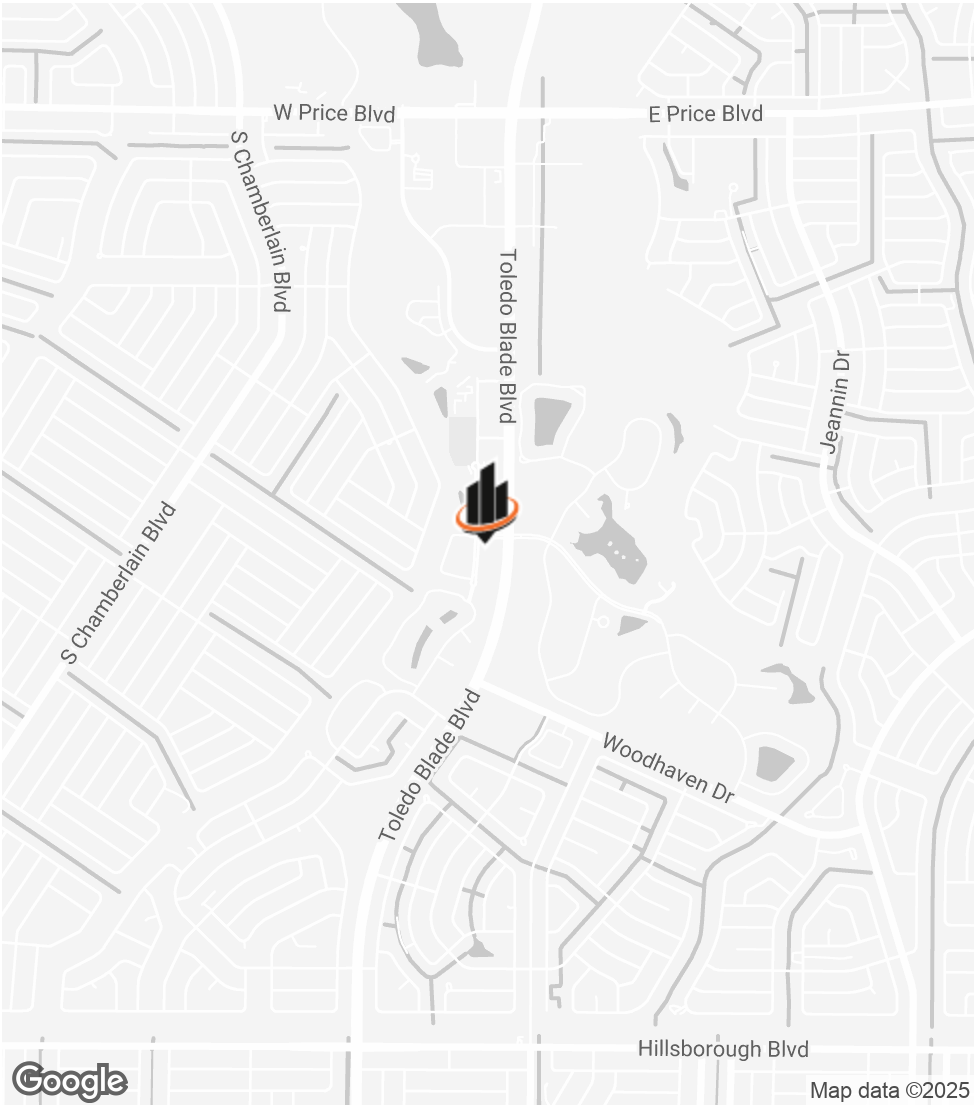 W Price Blvd
E Price Blvd
S Chamberlain Blvd
Toledo Blade Blvd
Jeannin Dr
S Chamberlain Blvd
Toledo Blade Blvd
Woodhaven Dr
Hillsborough Blvd
Google
Map data ©2025